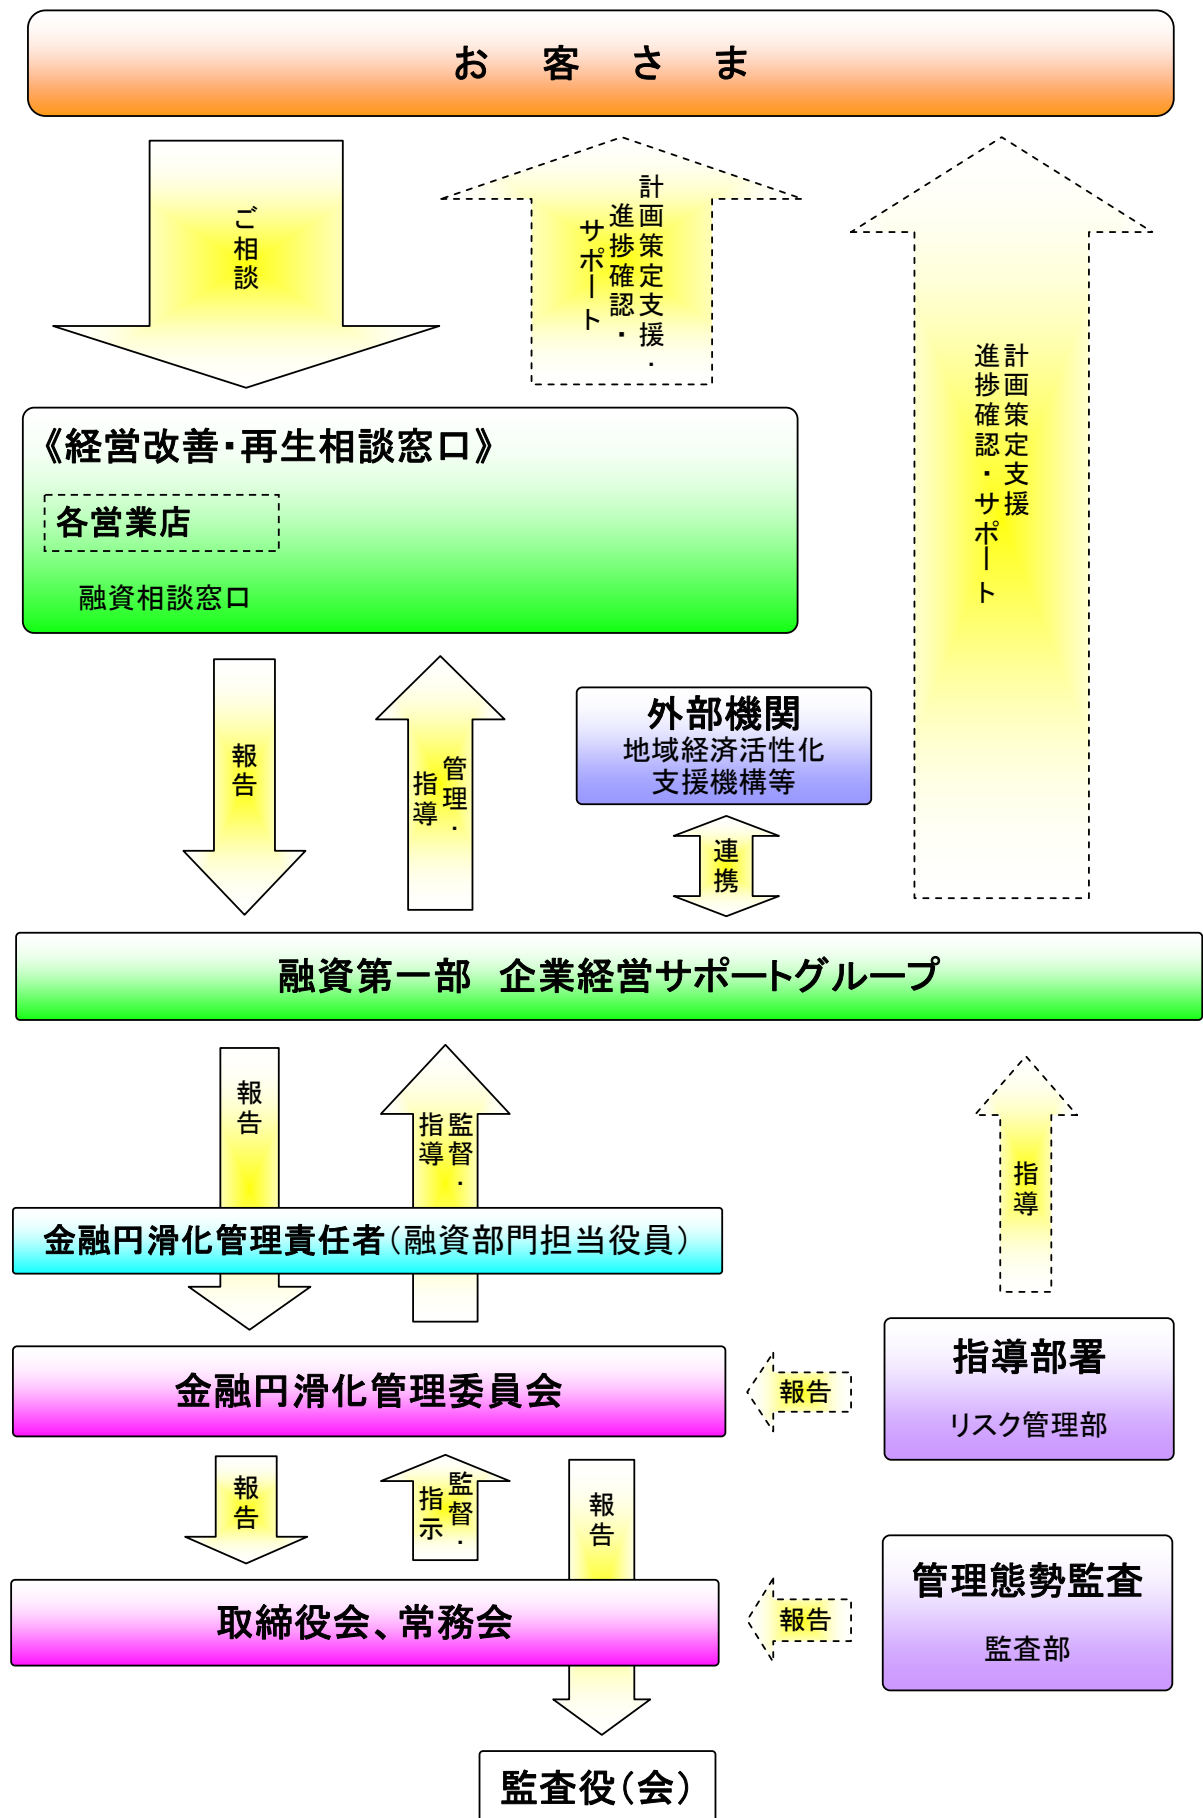 お客さま
ご相談
計画策定支援・
進捗確認・
サポート
計画策定支援
進捗確認・サポート
《経営改善・再生相談窓口》
各営業店
融資相談窓口
報告
管理・
指導
外部機関
地域経済活性化
支援機構等
連携
融資第一部 企業経営サポートグループ
報告
監督・
指導
指導
金融円滑化管理責任者（融資部門担当役員）
金融円滑化管理委員会
報告
指導部署
リスク管理部
報告
監督・
指示
報告
取締役会、常務会
報告
管理態勢監査
監査部
監査役（会）